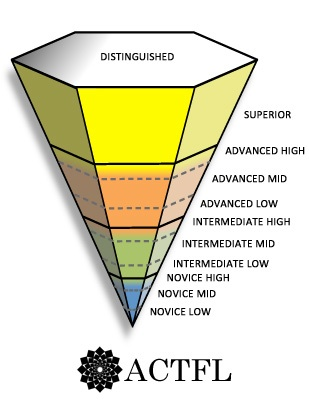 DISTINGUISHED
SUPERIOR
ADVANCED HIGH
ADVANCED MID
ADVANCED LOW
INTERMEDIATE HIGH
INTERMEDIATE MID
INTERMEDIATE LOW
NOVICE HIGH
NOVICE MID
NOVICE LOW
ACTFL